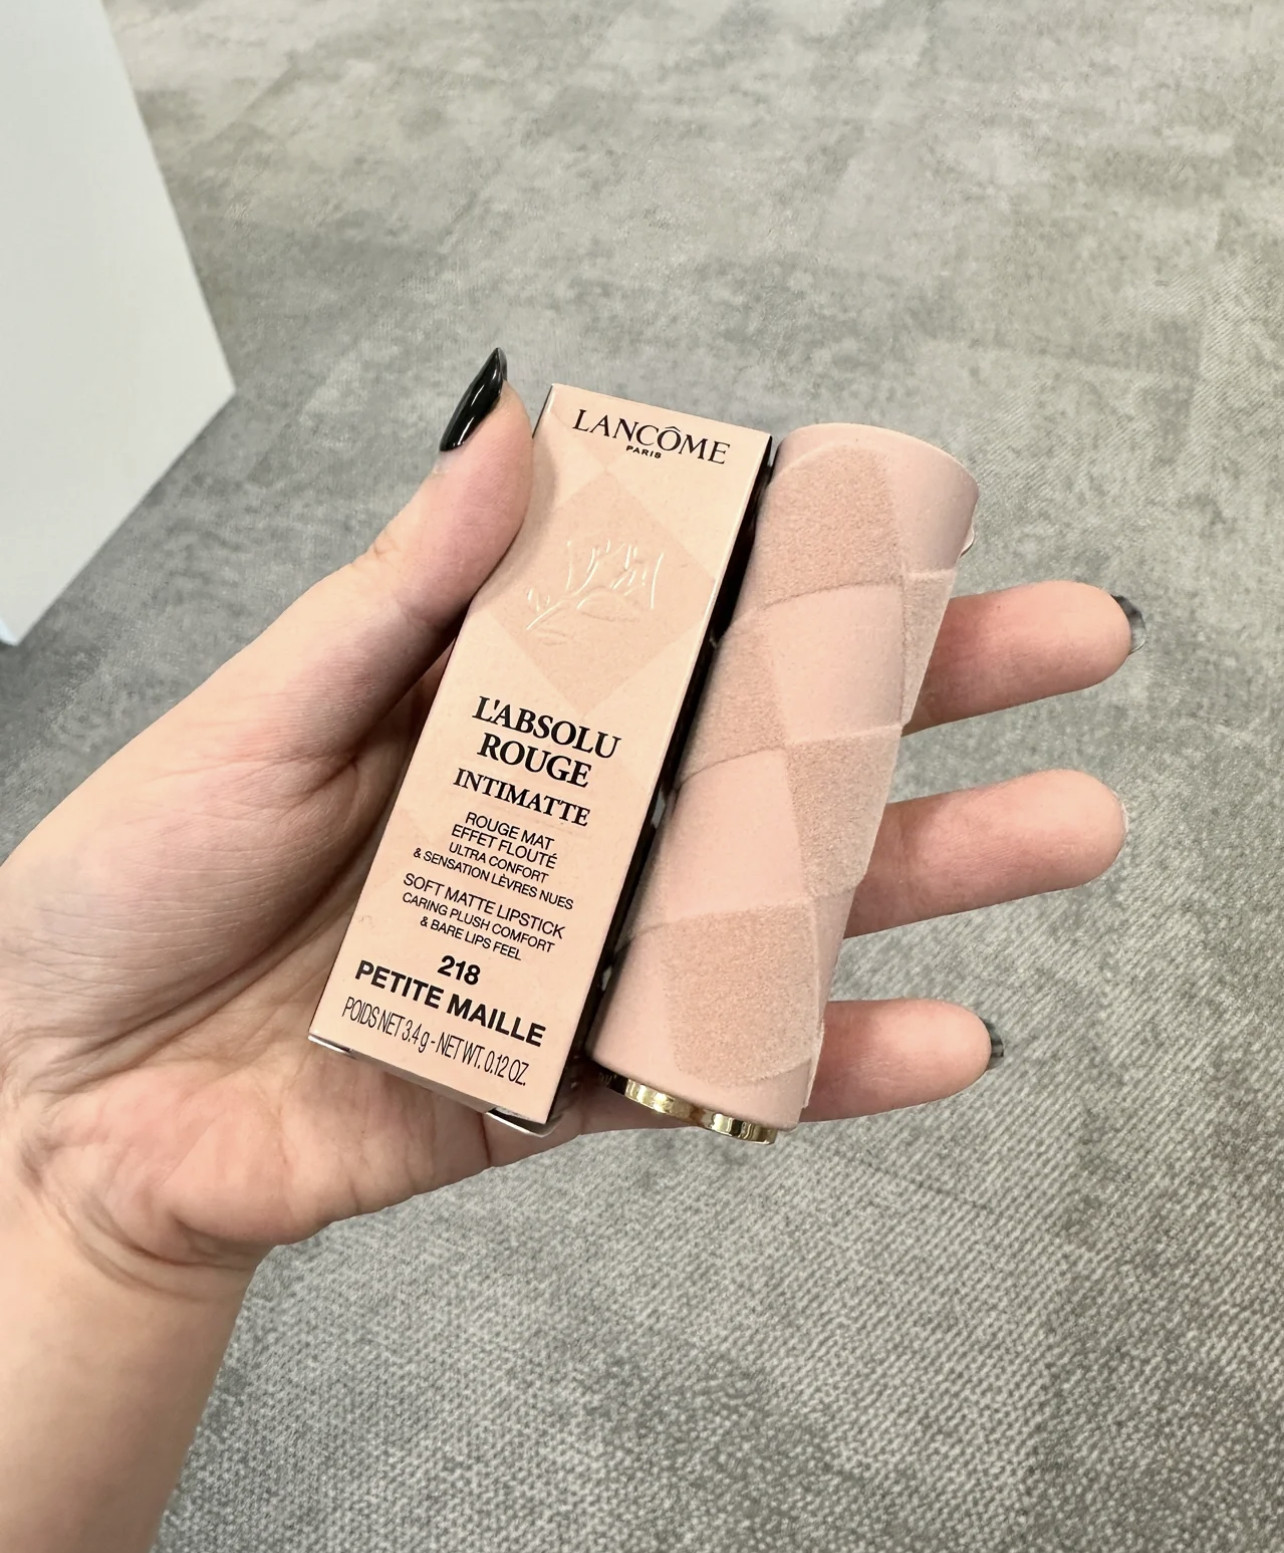 LANCÔME
PARIS
L'ABSOLU
ROUGE
INTIMATTE
ROUGE MAT
EFFET FLOUTÉ
ULTRA CONFORT
& SENSATION LÈVRES NUES
SOFT MATTE LIPSTICK
CARING PLUSH COMFORT
& BARE LIPS FEEL
218
PETITE MAILLE
POIDS NET 3.4 g - NET WT. 0.12 OZ.